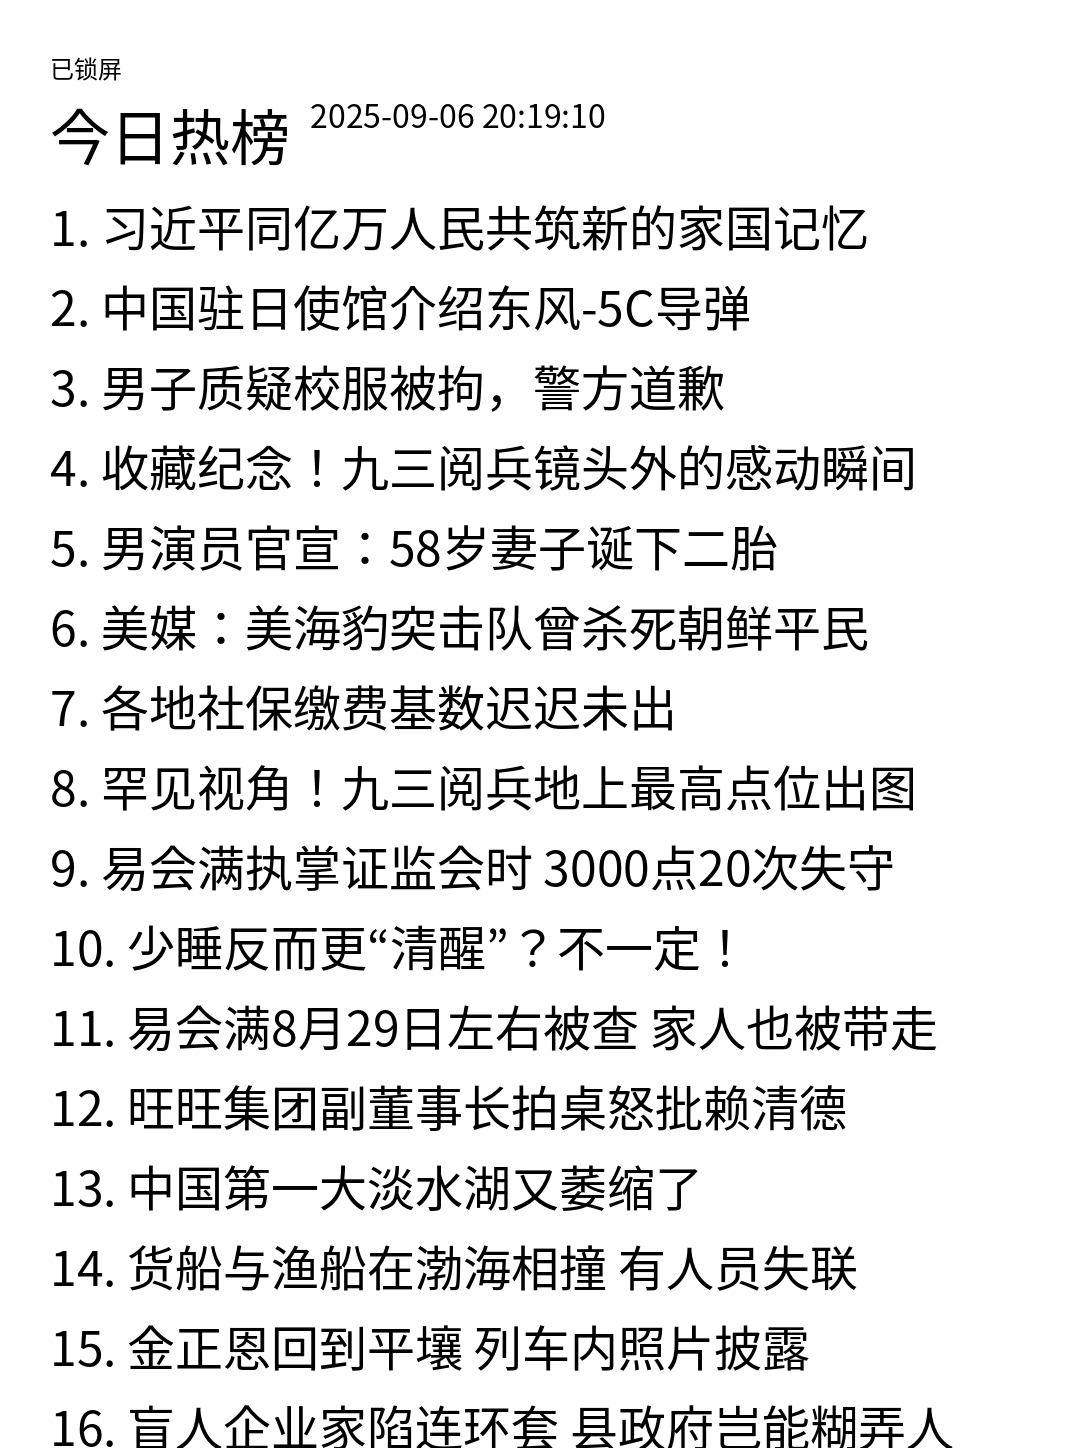 已锁屏
今日热榜 2025-09-06 20:19:10
1. 习近平同亿万人民共筑新的家国记忆
2. 中国驻日使馆介绍东风-5C导弹
3. 男子质疑校服被拘，警方道歉
4. 收藏纪念！九三阅兵镜头外的感动瞬间
5. 男演员官宣：58岁妻子诞下二胎
6. 美媒：美海豹突击队曾杀死朝鲜平民
7. 各地社保缴费基数迟迟未出
8. 罕见视角！九三阅兵地上最高点位出图
9. 易会满执掌证监会时 3000点20次失守
10. 少睡反而更“清醒”？不一定！
11. 易会满8月29日左右被查 家人也被带走
12. 旺旺集团副董事长拍桌怒批赖清德
13. 中国第一大淡水湖又萎缩了
14. 货船与渔船在渤海相撞 有人员失联
15. 金正恩回到平壤 列车内照片披露
16. 盲人企业家陷连环套 县政府岂能糊弄人